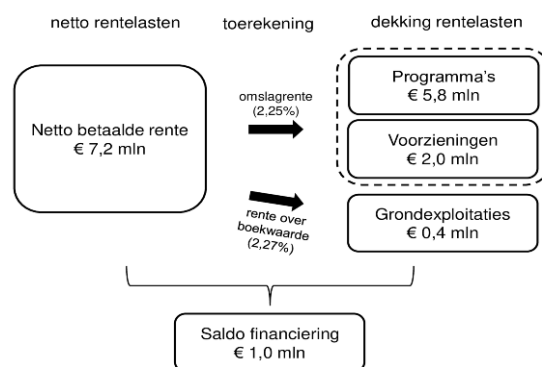 netto rentelasten
toerekening
dekking rentelasten
Netto betaalde rente
€ 7,2 mln
omslagrente
(2,25%)
Programma's
€ 5,8 mln
Voorzieningen
€ 2,0 mln
rente over
boekwaarde
(2,27%)
Grondexploitaties
€ 0,4 mln
Saldo financiering
€ 1,0 mln